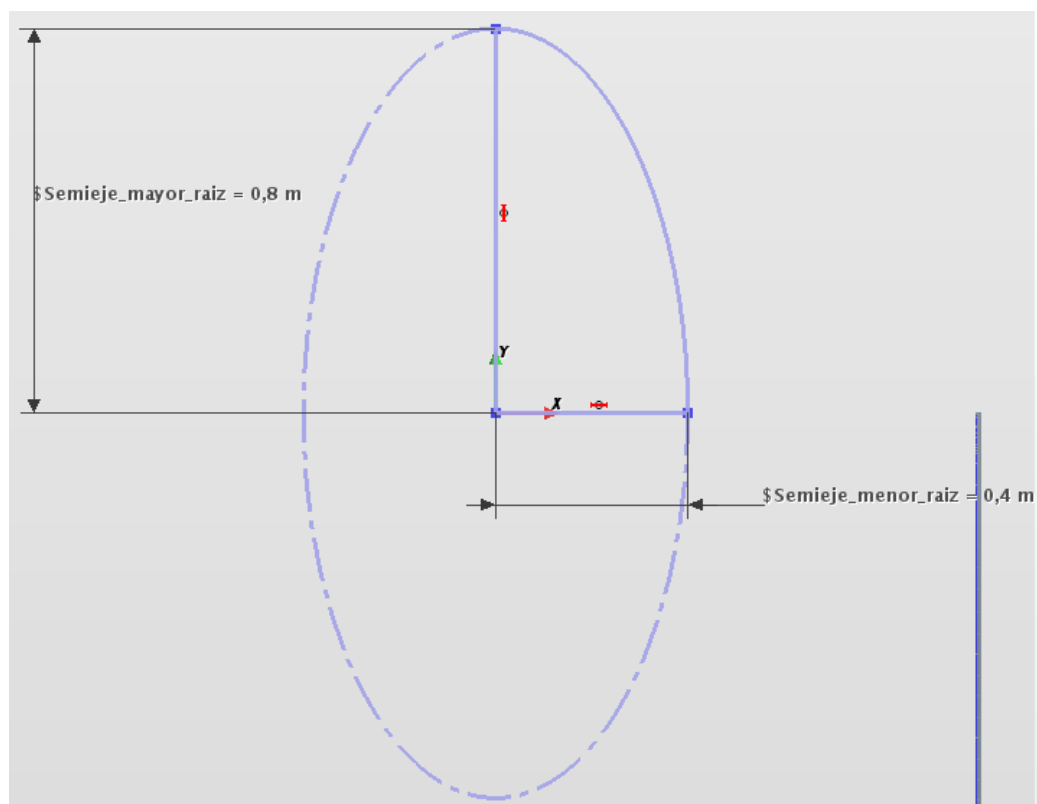 $Semieje_mayor_raiz = 0,8 m
Y
X
$Semieje_menor_raiz = 0,4 m